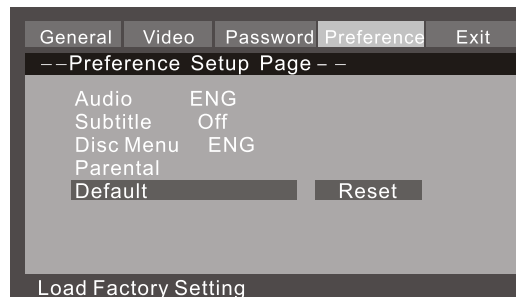 General Video Password Preference Exit
--Preference Setup Page--
Audio ENG
Subtitle Off
Disc Menu ENG
Parental
Default Reset
Load Factory Setting